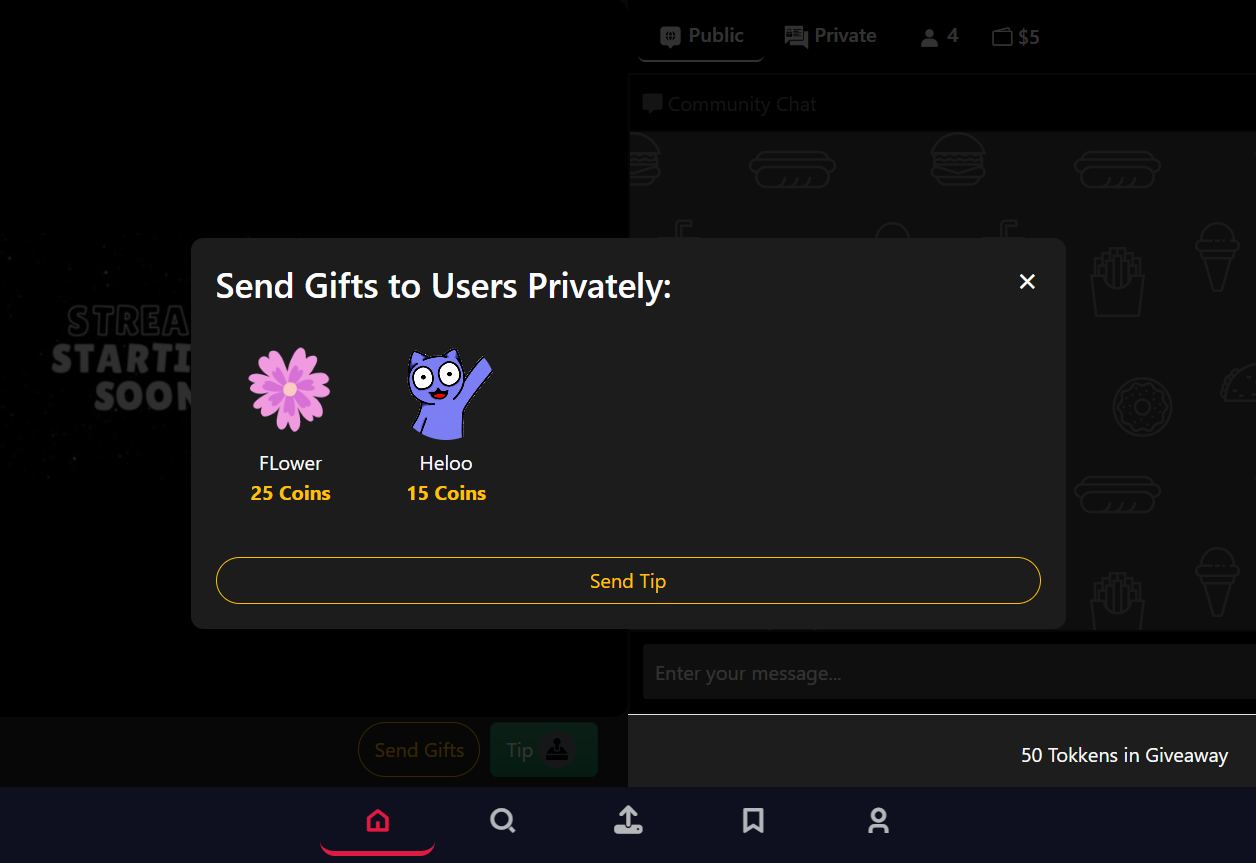 Public
Private
4
$5
Community Chat
Send Gifts to Users Privately:
STREA
STARTI
SOON
FLower
Heloo
25 Coins
15 Coins
Send Tip
Enter your message...
Send Gifts
Tip
50 Tokkens in Giveaway